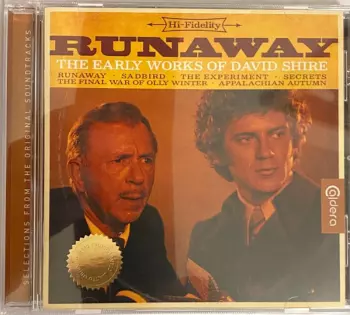 Hi-Fidelity
RUNAWAY
THE EARLY WORKS OF DAVID SHIRE
RUNAWAY · SADBIRD · THE EXPERIMENT · SECRETS
THE FINAL WAR OF OLLY WINTER · APPALACHIAN AUTUMN
SELECTIONS FROM THE ORIGINAL SOUNDTRACKS
Caldera